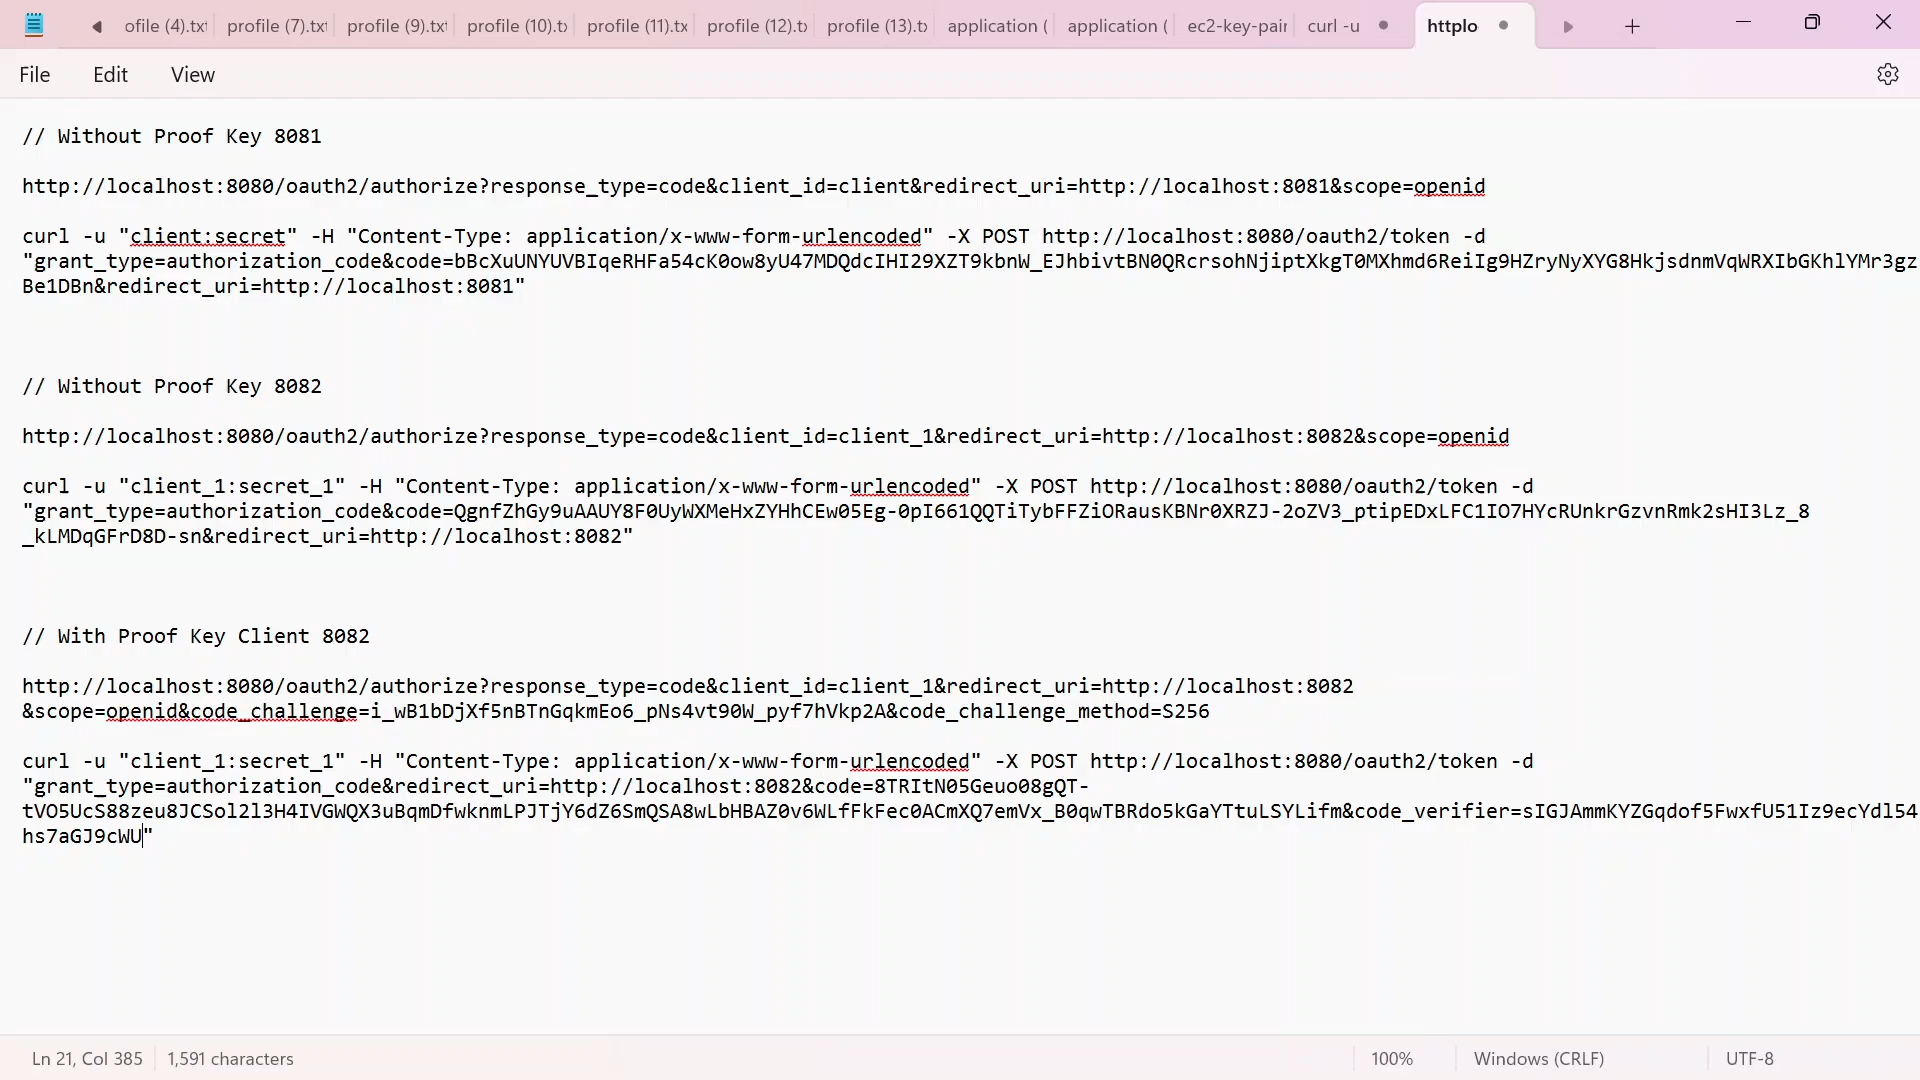 ofile (4).txt profile (7).txt profile (9).txt profile (10).tx profile (11).tx profile (12).tx profile (13).tx application ( application ( ec2-key-pair curl -u httplo
File Edit View
// Without Proof Key 8081
http://localhost:8080/oauth2/authorize?response_type=code&client_id=client&redirect_uri=http://localhost:8081&scope=openid
curl -u "client:secret" -H "Content-Type: application/x-www-form-urlencoded" -X POST http://localhost:8080/oauth2/token -d
"grant_type=authorization_code&code=bBcXuUNYUVBIqeRHFa54cK0ow8yU47MDQdcIHI29XZT9kbnW_EJhbivtBN0QRcrsohNjiptXkgT0MXhmd6ReiIg9HZryNyXYG8HkjsdnmVqWRXIbGKhlYMr3gz
Be1DBn&redirect_uri=http://localhost:8081"
// Without Proof Key 8082
http://localhost:8080/oauth2/authorize?response_type=code&client_id=client_1&redirect_uri=http://localhost:8082&scope=openid
curl -u "client_1:secret_1" -H "Content-Type: application/x-www-form-urlencoded" -X POST http://localhost:8080/oauth2/token -d
"grant_type=authorization_code&code=QgnfZhGy9uAAUY8F0UyWXMeHxZYHhCEw05Eg-0pI661QQTiTybFFZiORausKBNr0XRZJ-2oZV3_ptipEDxLFC1IO7HYcRUnkrGzvnRmk2sHI3Lz_8
_kLMDqGFrD8D-sn&redirect_uri=http://localhost:8082"
// With Proof Key Client 8082
http://localhost:8080/oauth2/authorize?response_type=code&client_id=client_1&redirect_uri=http://localhost:8082
&scope=openid&code_challenge=i_wB1bDjXf5nBTnGqkmEo6_pNs4vt90W_pyf7hVkp2A&code_challenge_method=S256
curl -u "client_1:secret_1" -H "Content-Type: application/x-www-form-urlencoded" -X POST http://localhost:8080/oauth2/token -d
"grant_type=authorization_code&redirect_uri=http://localhost:8082&code=8TRItN05Geuo08gQT-
tVO5UcS88zeu8JCSol2l3H4IVGWQX3uBqmDfwknmLPJTjY6dZ6SmQSA8wLbHBAZ0v6WLfFkFec0ACmXQ7emVx_B0qwTBRdo5kGaYTtuLSYLifm&code_verifier=sIGJAmmKYZGqdof5FwxfU51Iz9ecYdl54
hs7aGJ9cWU"
Ln 21, Col 385 1,591 characters 100% Windows (CRLF) UTF-8